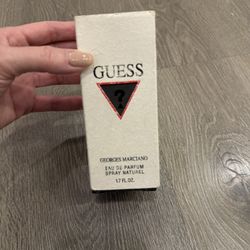 GUESS
?
GEORGES MARCIANO
EAU DE PARFUM
SPRAY NATUREL
1.7 FL.OZ.